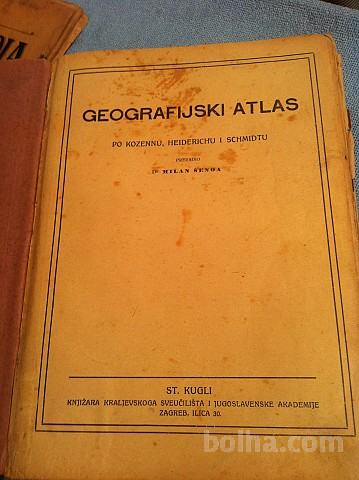 GEOGRAFIJSKI ATLAS
PO KOZENNU, HEIDERICHU I SCHMIDTU
PRIREDIO
DR MILAN ŠENOA
ST. KUGLI
KNJIŽARA KRALJEVSKOGA SVEUČILIŠTA I JUGOSLAVENSKE AKADEMIJE
ZAGREB, ILICA 30.
bolha.com